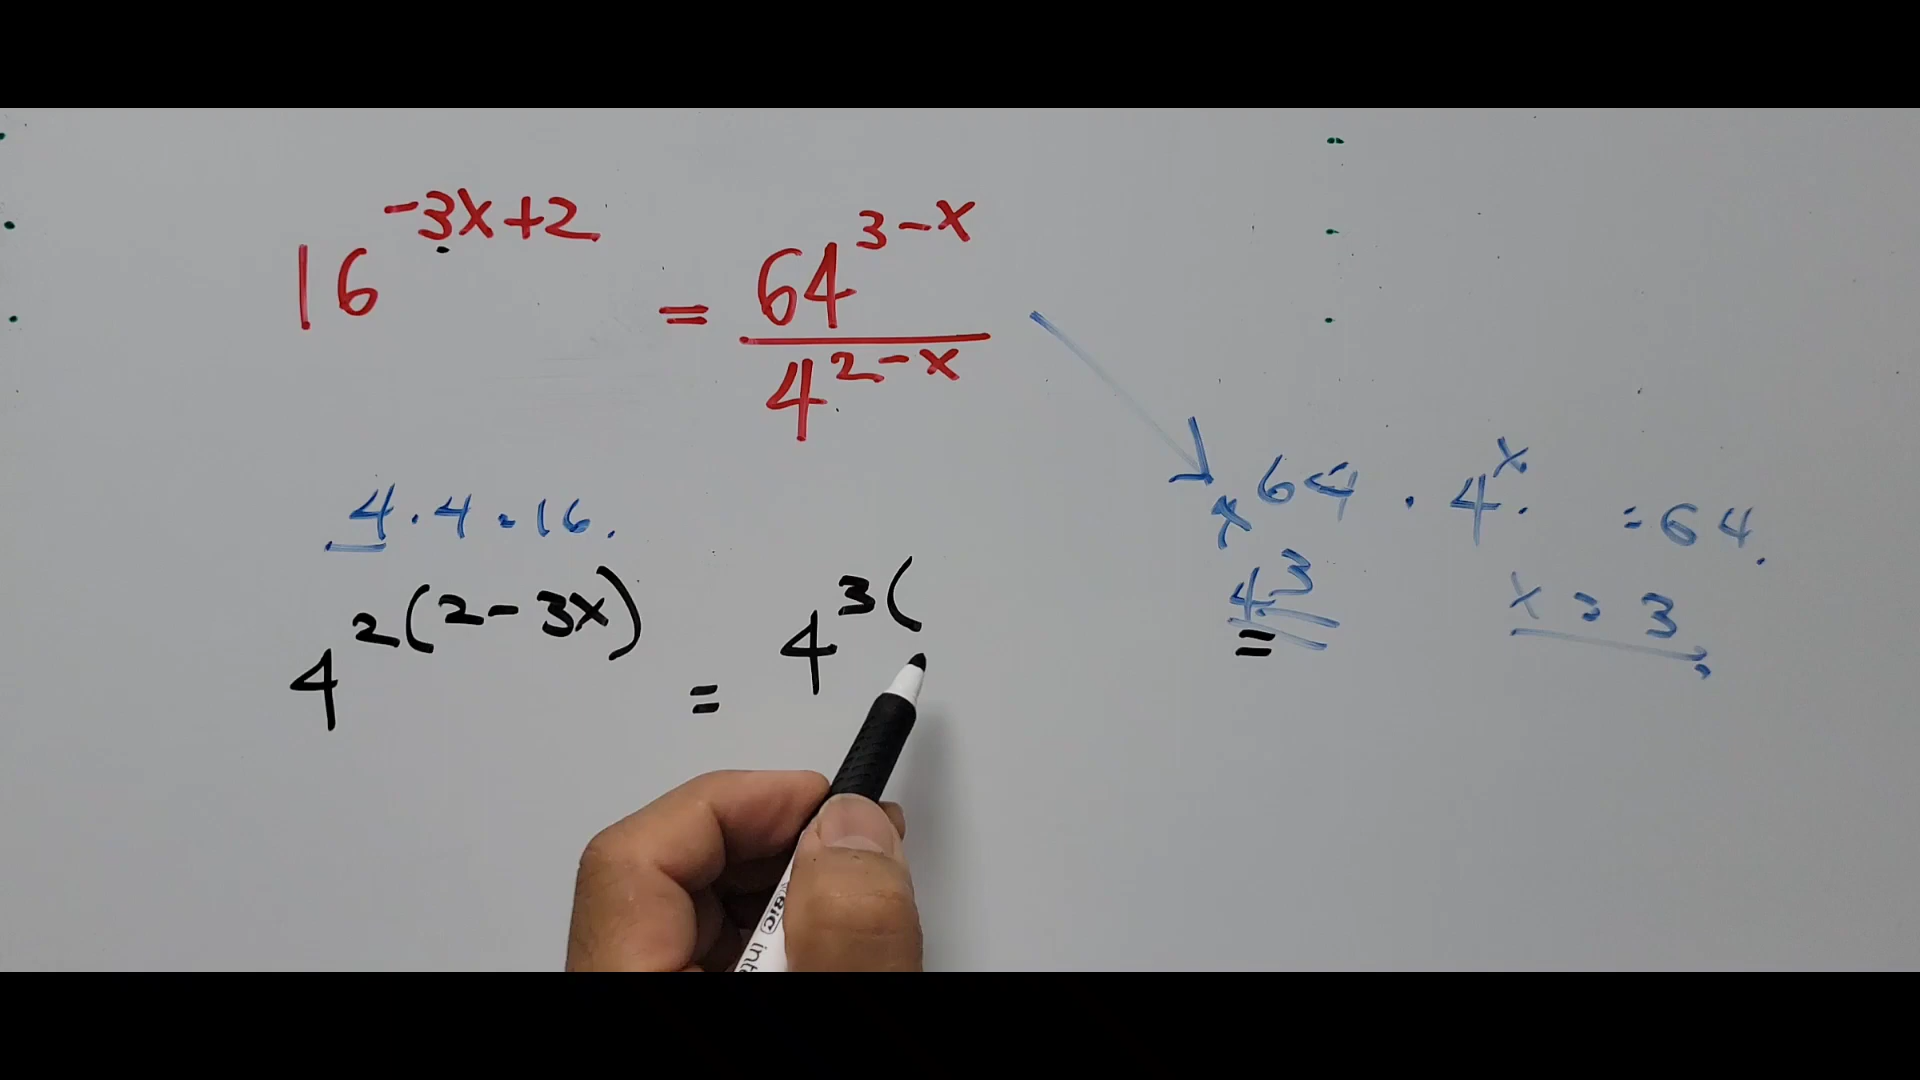 16^{-3x+2} = \frac{64^{3-x}}{4^{2-x}}
4 . 4 = 16.
* 64 . 4^x. = 64.
4^3
=
x = 3
4^{2(2-3x)} = 4^{3(}